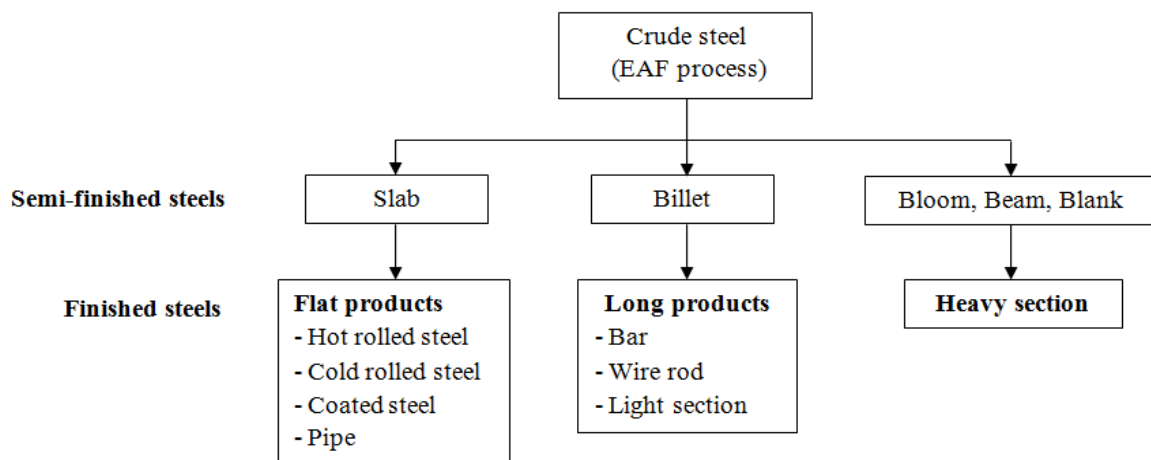 Crude steel
(EAF process)
Semi-finished steels
Slab
Billet
Bloom, Beam, Blank
Finished steels
Flat products
- Hot rolled steel
- Cold rolled steel
- Coated steel
- Pipe
Long products
- Bar
- Wire rod
- Light section
Heavy section